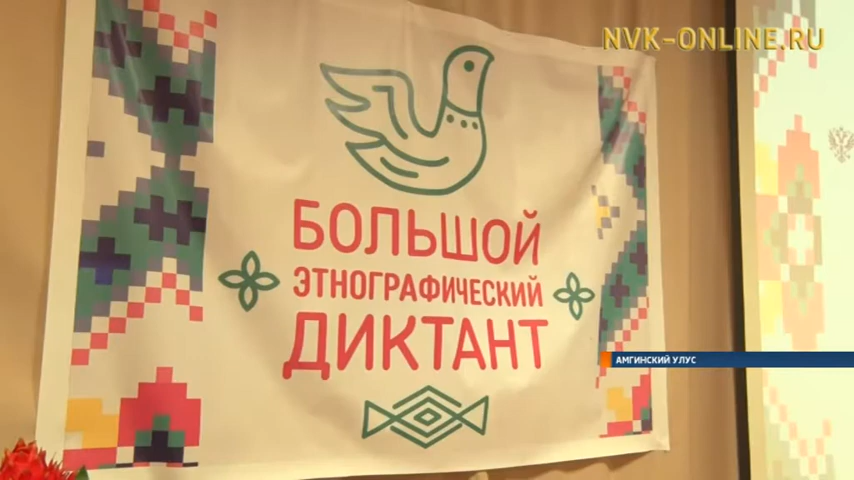 NVK-ONLINE.RU
БОЛЬШОЙ
ЭТНОГРАФИЧЕСКИЙ
ДИКТАНТ
АМГИНСКИЙ УЛУС